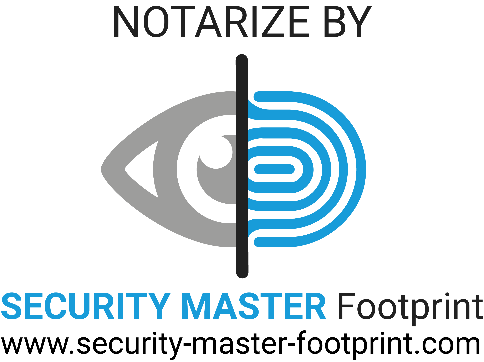 NOTARIZE BY
SECURITY MASTER Footprint
www.security-master-footprint.com